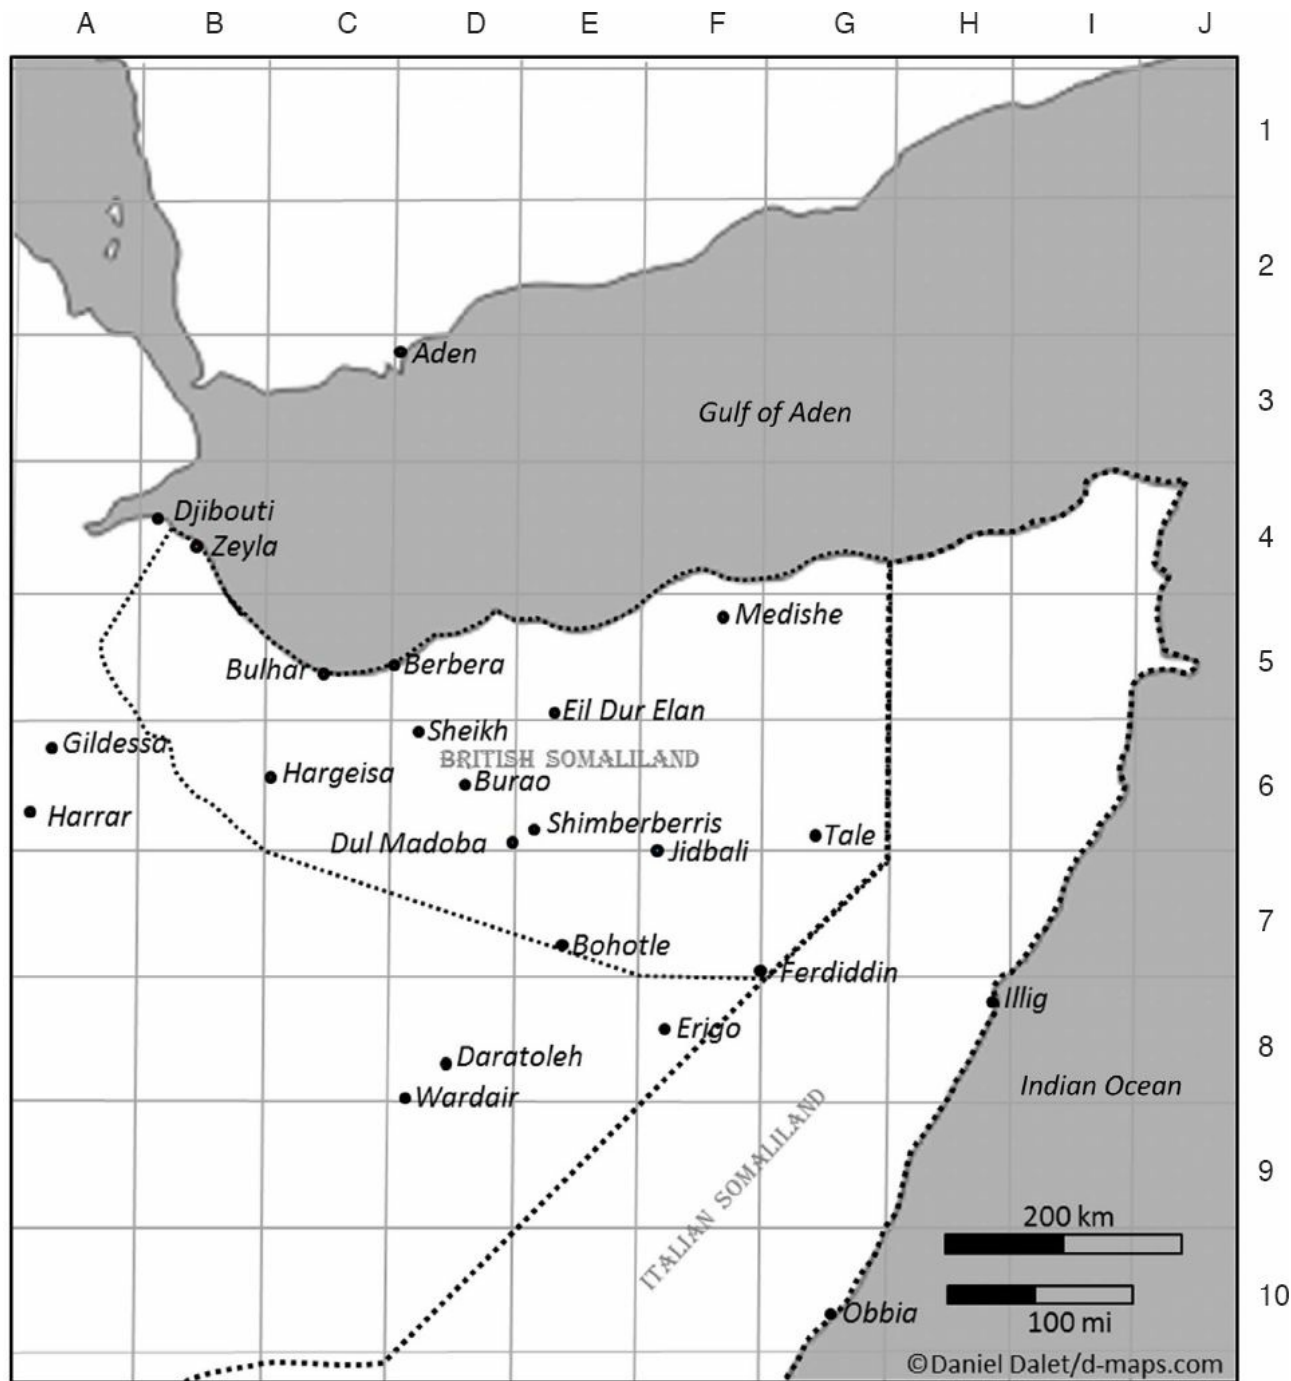 A B C D E F G H I J
1
2
Aden
3
Gulf of Aden
Djibouti
4
Zeyla
Medishe
Bulhar
Berbera
5
Eil Dur Elan
Sheikh
Gildessa
BRITISH SOMALILAND
Hargeisa
Burao
6
Harrar
Shimberberris
Dul Madoba
Tale
Jidbali
7
Bohotle
Ferdiddin
Illig
Erigo
8
Daratoleh
Indian Ocean
Wardair
ITALIAN SOMALILAND
9
200 km
10
Obbia
100 mi
©Daniel Dalet/d-maps.com